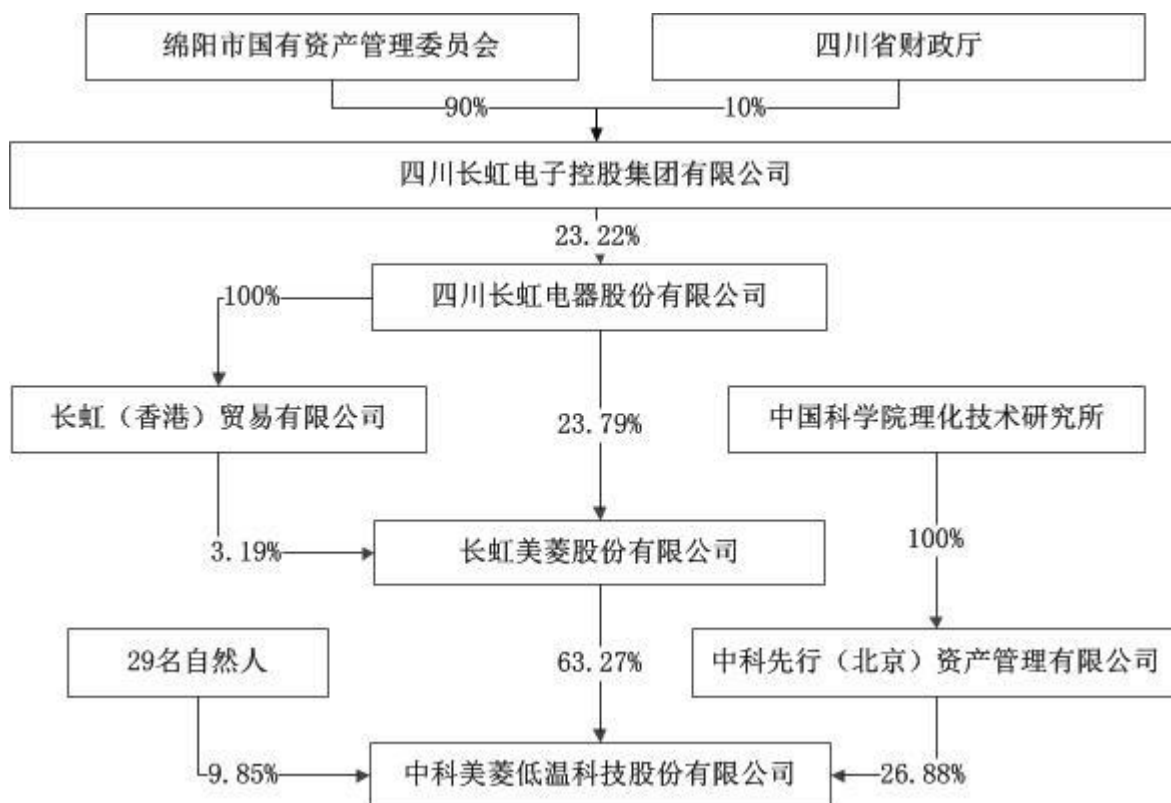 绵阳市国有资产管理委员会
四川省财政厅
90%
10%
四川长虹电子控股集团有限公司
23.22%
四川长虹电器股份有限公司
100%
长虹（香港）贸易有限公司
23.79%
中国科学院理化技术研究所
3.19%
长虹美菱股份有限公司
100%
29名自然人
63.27%
中科先行（北京）资产管理有限公司
9.85%
中科美菱低温科技股份有限公司
26.88%